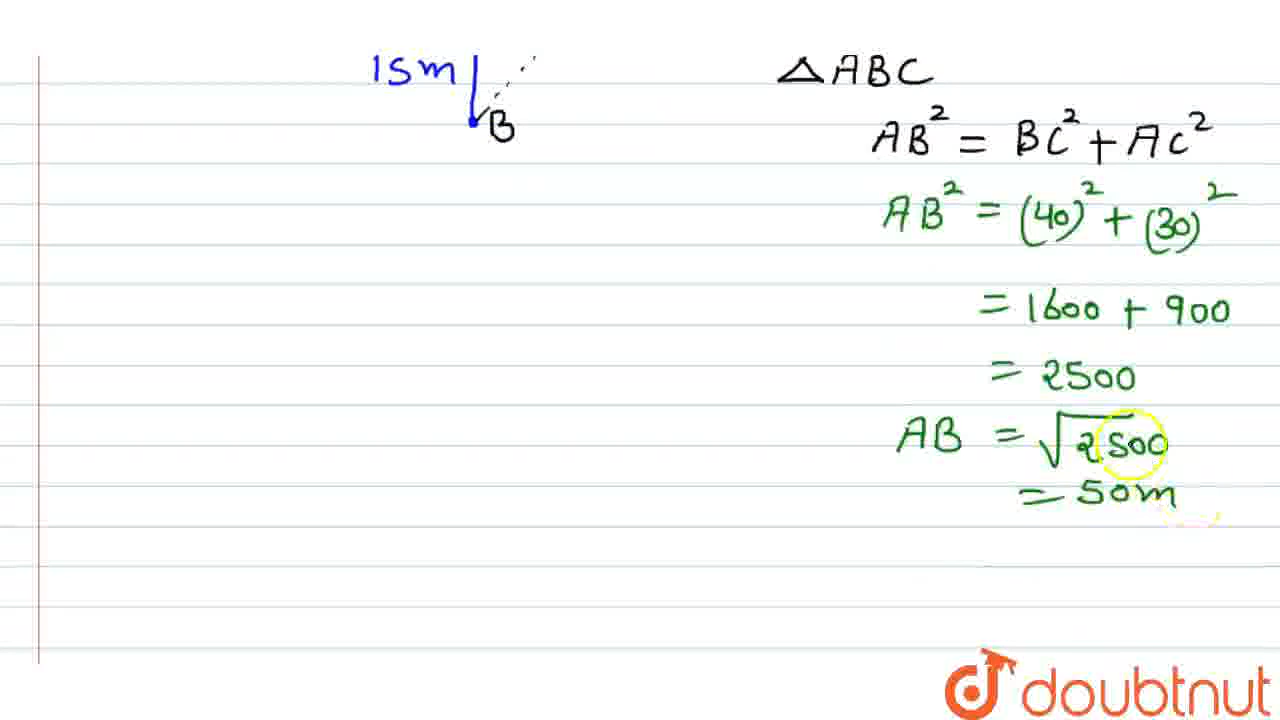 15m
B
△ABC
AB² = BC² + AC²
AB² = (40)² + (30)²
= 1600 + 900
= 2500
AB = √2500
= 50m
doubtnut